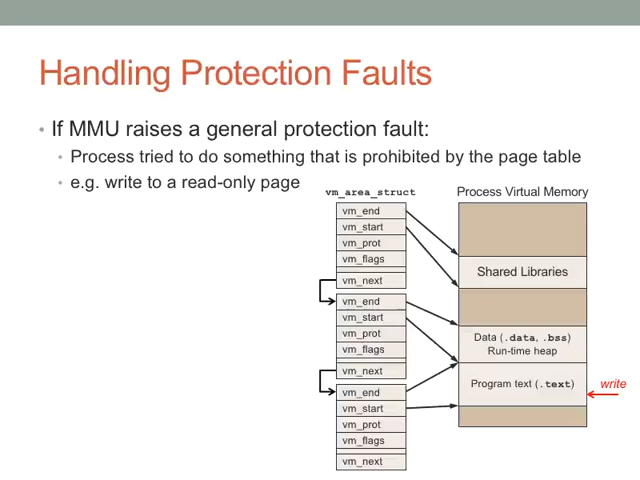 Handling Protection Faults
• If MMU raises a general protection fault:
• Process tried to do something that is prohibited by the page table
• e.g. write to a read-only page
vm_area_struct
Process Virtual Memory
vm_end
vm_start
vm_prot
vm_flags
vm_next
vm_end
vm_start
vm_prot
vm_flags
vm_next
vm_end
vm_start
vm_prot
vm_flags
vm_next
Shared Libraries
Data (.data, .bss)
Run-time heap
Program text (.text)
write